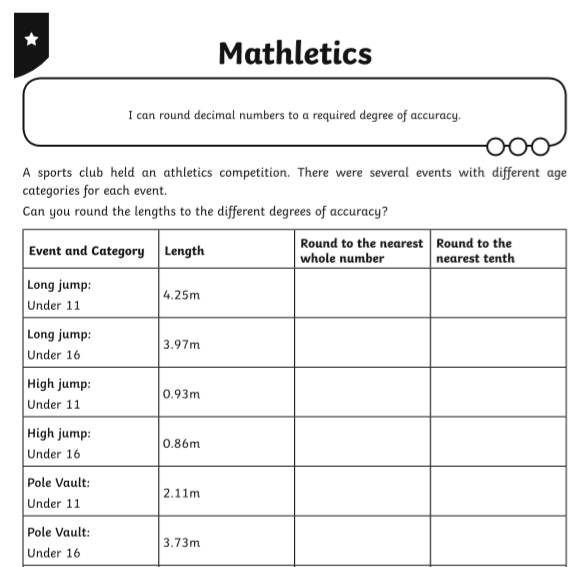 Mathletics
I can round decimal numbers to a required degree of accuracy.
A sports club held an athletics competition. There were several events with different age
categories for each event.
Can you round the lengths to the different degrees of accuracy?
Event and Category Length Round to the nearest whole number Round to the nearest tenth
Long jump:
Under 11
4.25m
Long jump:
Under 16
3.97m
High jump:
Under 11
0.93m
High jump:
Under 16
0.86m
Pole Vault:
Under 11
2.11m
Pole Vault:
Under 16
3.73m